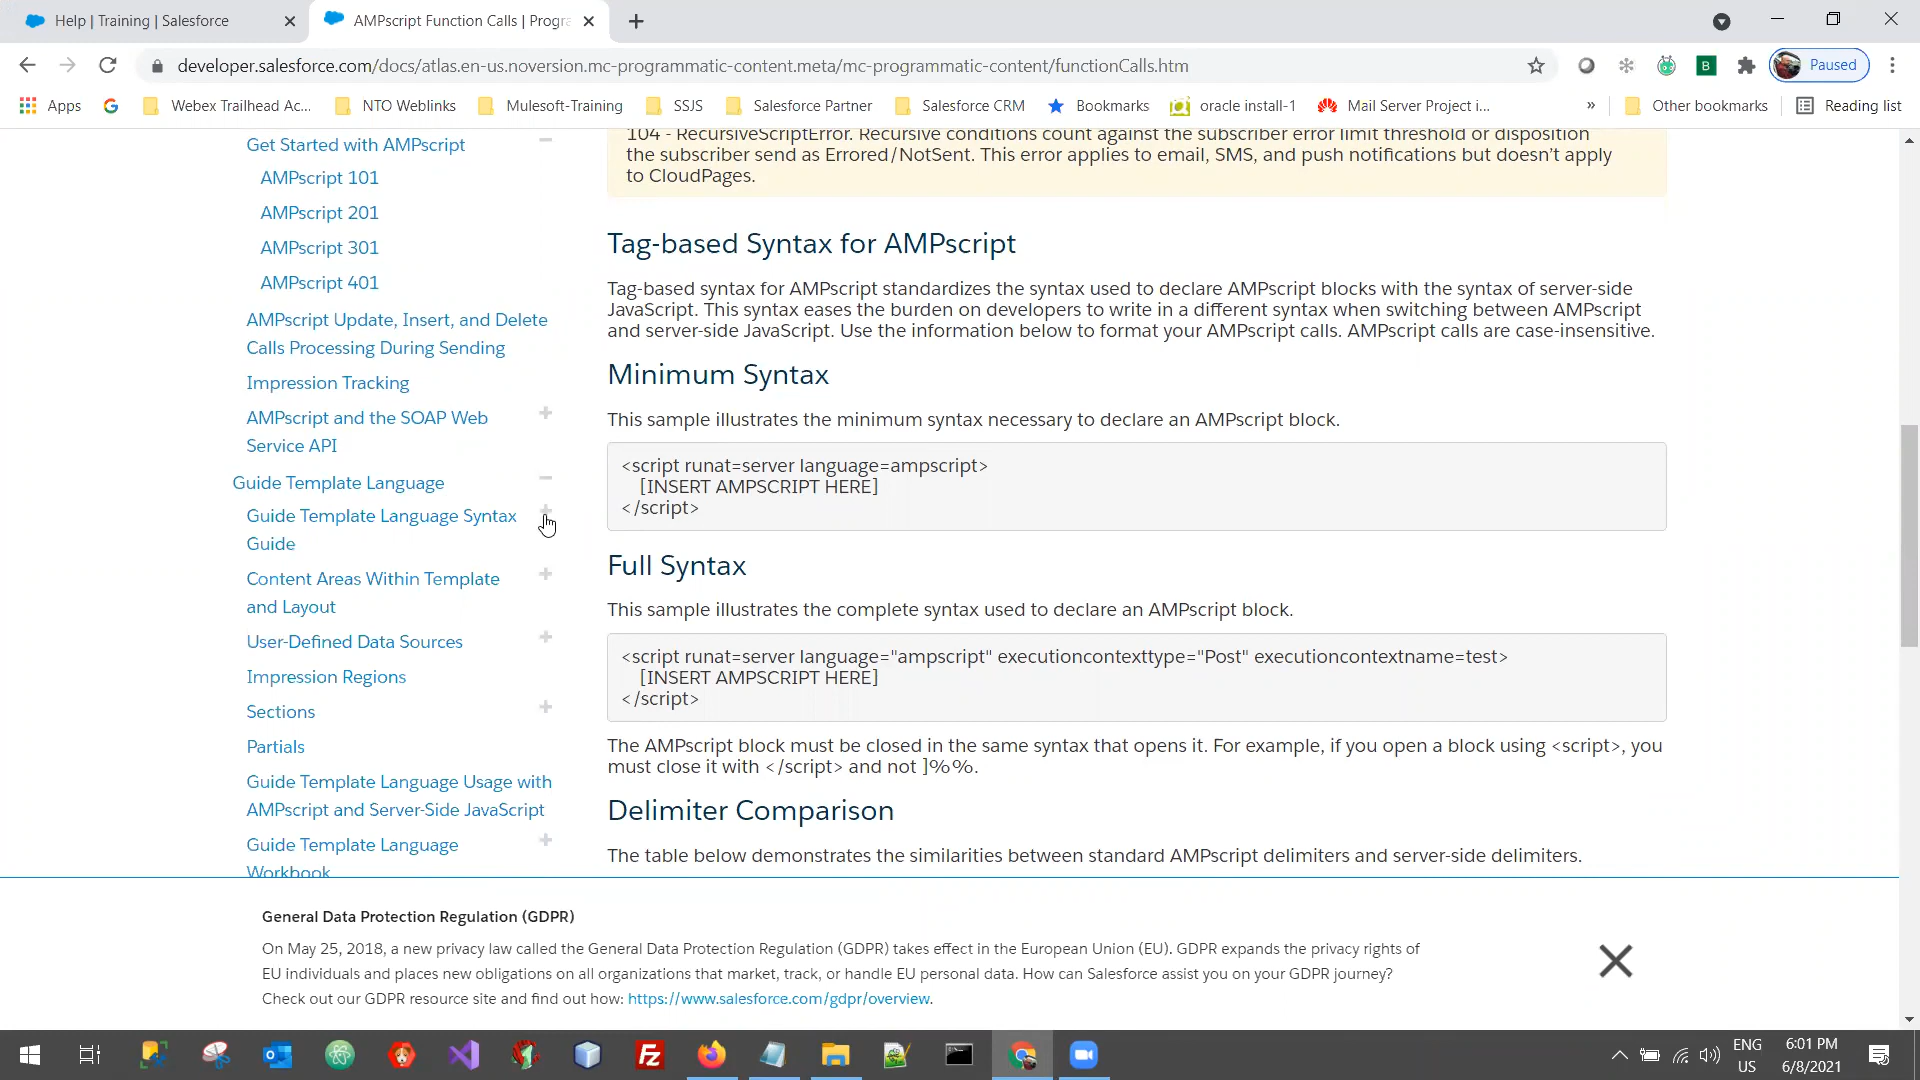 Help | Training | Salesforce
AMPscript Function Calls | Progra
developer.salesforce.com/docs/atlas.en-us.noversion.mc-programmatic-content.meta/mc-programmatic-content/functionCalls.htm
Paused
Apps
Webex Trailhead Ac...
NTO Weblinks
Mulesoft-Training
SSJS
Salesforce Partner
Salesforce CRM
Bookmarks
oracle install-1
Mail Server Project i...
»
Other bookmarks
Reading list
Get Started with AMPscript
AMPscript 101
AMPscript 201
AMPscript 301
AMPscript 401
AMPscript Update, Insert, and Delete
Calls Processing During Sending
Impression Tracking
AMPscript and the SOAP Web
Service API
Guide Template Language
Guide Template Language Syntax
Guide
Content Areas Within Template
and Layout
User-Defined Data Sources
Impression Regions
Sections
Partials
Guide Template Language Usage with
AMPscript and Server-Side JavaScript
Guide Template Language
Workbook
104 - RecursiveScriptError. Recursive conditions count against the subscriber error limit threshold or disposition
the subscriber send as Errored/NotSent. This error applies to email, SMS, and push notifications but doesn't apply
to CloudPages.
Tag-based Syntax for AMPscript
Tag-based syntax for AMPscript standardizes the syntax used to declare AMPscript blocks with the syntax of server-side
JavaScript. This syntax eases the burden on developers to write in a different syntax when switching between AMPscript
and server-side JavaScript. Use the information below to format your AMPscript calls. AMPscript calls are case-insensitive.
Minimum Syntax
This sample illustrates the minimum syntax necessary to declare an AMPscript block.
<script runat=server language=ampscript>
[INSERT AMPSCRIPT HERE]
</script>
Full Syntax
This sample illustrates the complete syntax used to declare an AMPscript block.
<script runat=server language="ampscript" executioncontexttype="Post" executioncontextname=test>
[INSERT AMPSCRIPT HERE]
</script>
The AMPscript block must be closed in the same syntax that opens it. For example, if you open a block using <script>, you
must close it with </script> and not ]%%.
Delimiter Comparison
The table below demonstrates the similarities between standard AMPscript delimiters and server-side delimiters.
General Data Protection Regulation (GDPR)
On May 25, 2018, a new privacy law called the General Data Protection Regulation (GDPR) takes effect in the European Union (EU). GDPR expands the privacy rights of
EU individuals and places new obligations on all organizations that market, track, or handle EU personal data. How can Salesforce assist you on your GDPR journey?
Check out our GDPR resource site and find out how: https://www.salesforce.com/gdpr/overview.
ENG
US
6:01 PM
6/8/2021